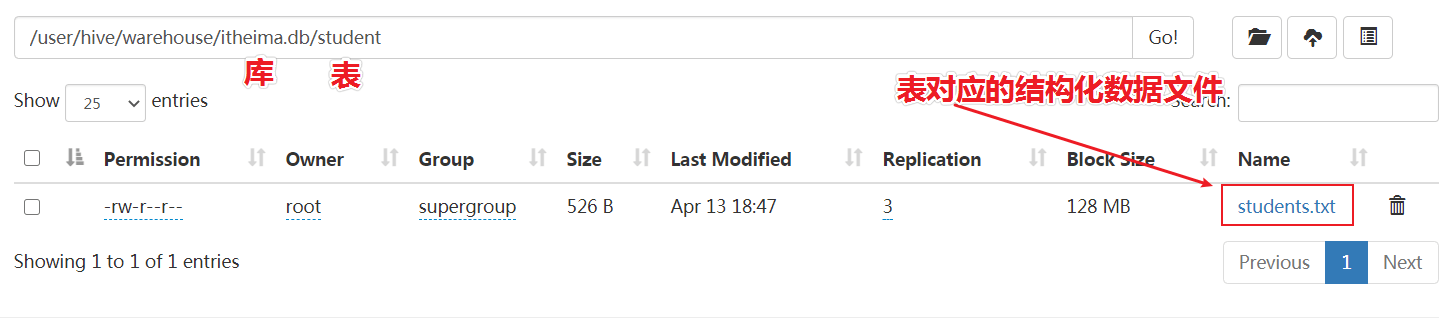 /user/hive/warehouse/itheima.db/student Go!
库 表
表对应的结构化数据文件
Show 25 entries Search:
Permission Owner Group Size Last Modified Replication Block Size Name
-rw-r--r-- root supergroup 526 B Apr 13 18:47 3 128 MB students.txt
Showing 1 to 1 of 1 entries Previous 1 Next